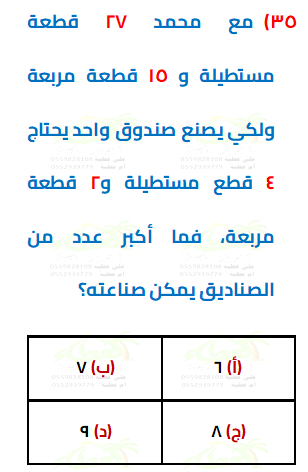 ٣٥) مع محمد ٢٧ قطعة
مستطيلة و ١٥ قطعة مربعة
ولكي يصنع صندوق واحد يحتاج
٤ قطع مستطيلة و٢ قطعة
مربعة، فما أكبر عدد من
الصناديق يمكن صناعته؟
(أ) ٦ (ب) ٧
(ج) ٨ (د) ٩